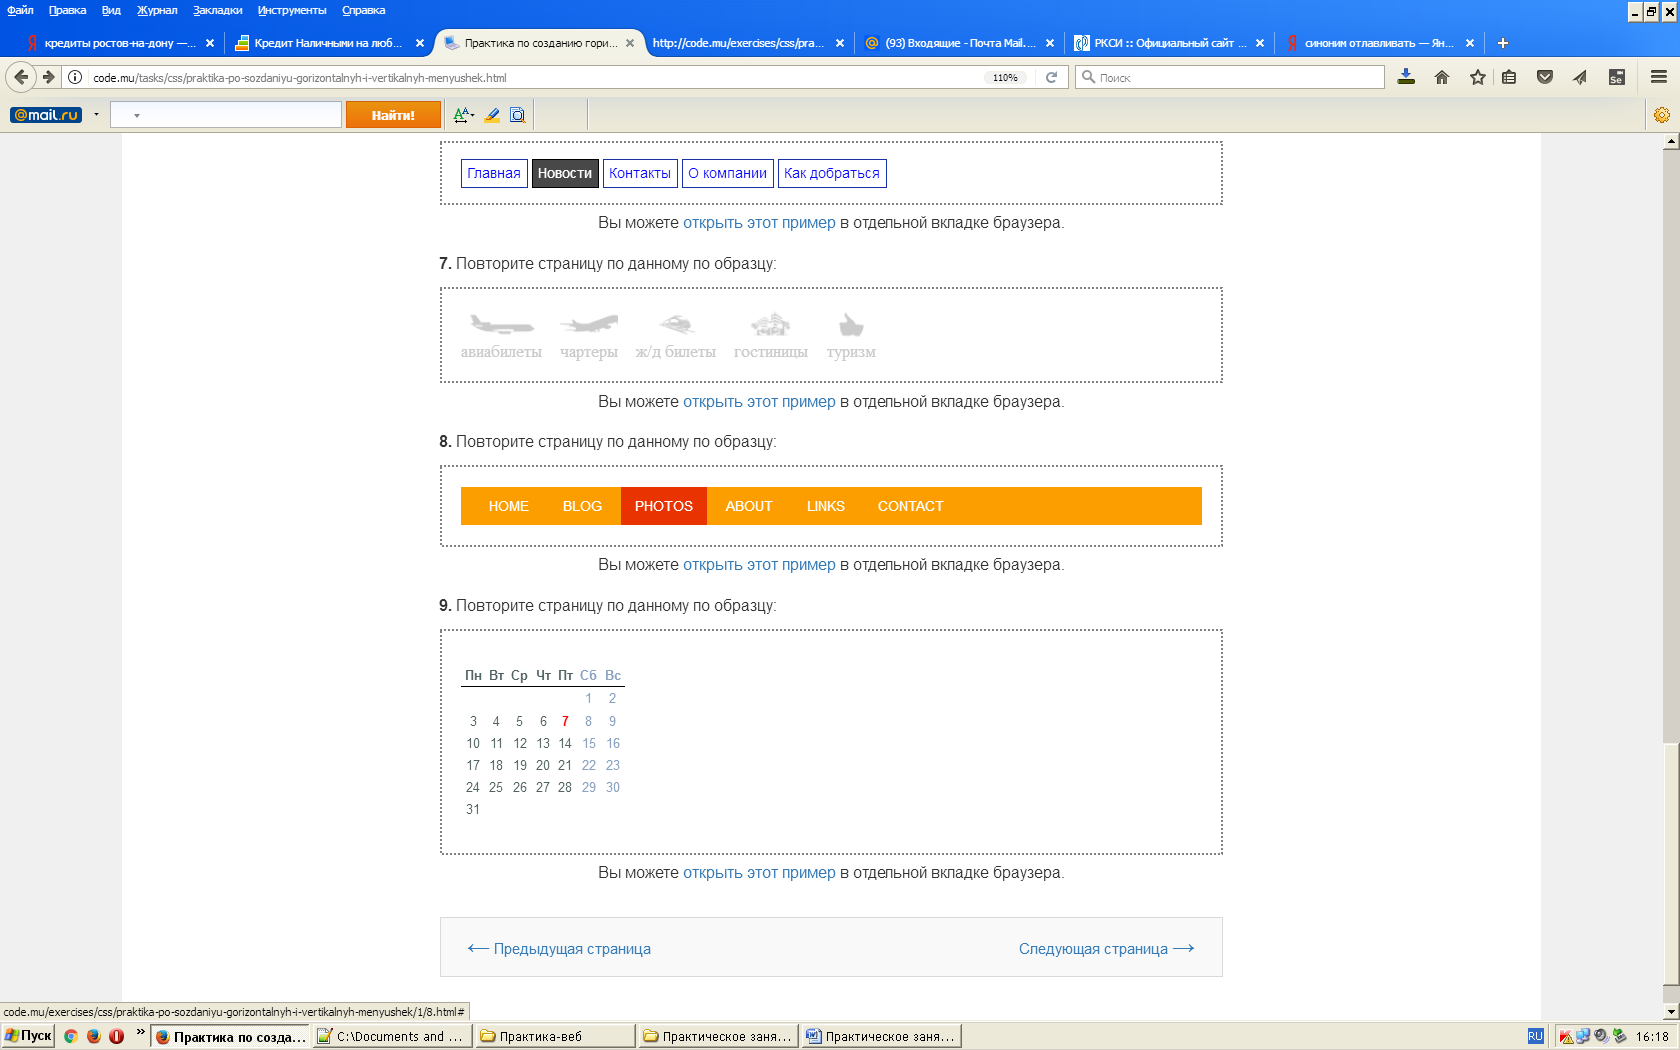 Файл Правка Вид Журнал Закладки Инструменты Справка
кредиты ростов-на-дону —... Кредит Наличными на люб... Практика по созданию гори... http://code.mu/exercises/css/pra... (93) Входящие - Почта Mail.... РКСИ :: Официальный сайт ... синоним отлавливать — Ян...
code.mu/tasks/css/praktika-po-sozdaniyu-gorizontalnyh-i-vertikalnyh-menyushek.html 110% Поиск
@mail.ru Найти!
Главная Новости Контакты О компании Как добраться
Вы можете открыть этот пример в отдельной вкладке браузера.
7. Повторите страницу по данному по образцу:
авиабилеты чартеры ж/д билеты гостиницы туризм
Вы можете открыть этот пример в отдельной вкладке браузера.
8. Повторите страницу по данному по образцу:
HOME BLOG PHOTOS ABOUT LINKS CONTACT
Вы можете открыть этот пример в отдельной вкладке браузера.
9. Повторите страницу по данному по образцу:
Пн Вт Ср Чт Пт Сб Вс
1 2
3 4 5 6 7 8 9
10 11 12 13 14 15 16
17 18 19 20 21 22 23
24 25 26 27 28 29 30
31
Вы можете открыть этот пример в отдельной вкладке браузера.
⟵ Предыдущая страница Следующая страница ⟶
code.mu/exercises/css/praktika-po-sozdaniyu-gorizontalnyh-i-vertikalnyh-menyushek/1/8.html#
Пуск » Практика по созда... C:\Documents and ... Практика-веб Практическое заня... Практическое заня... RU 16:18